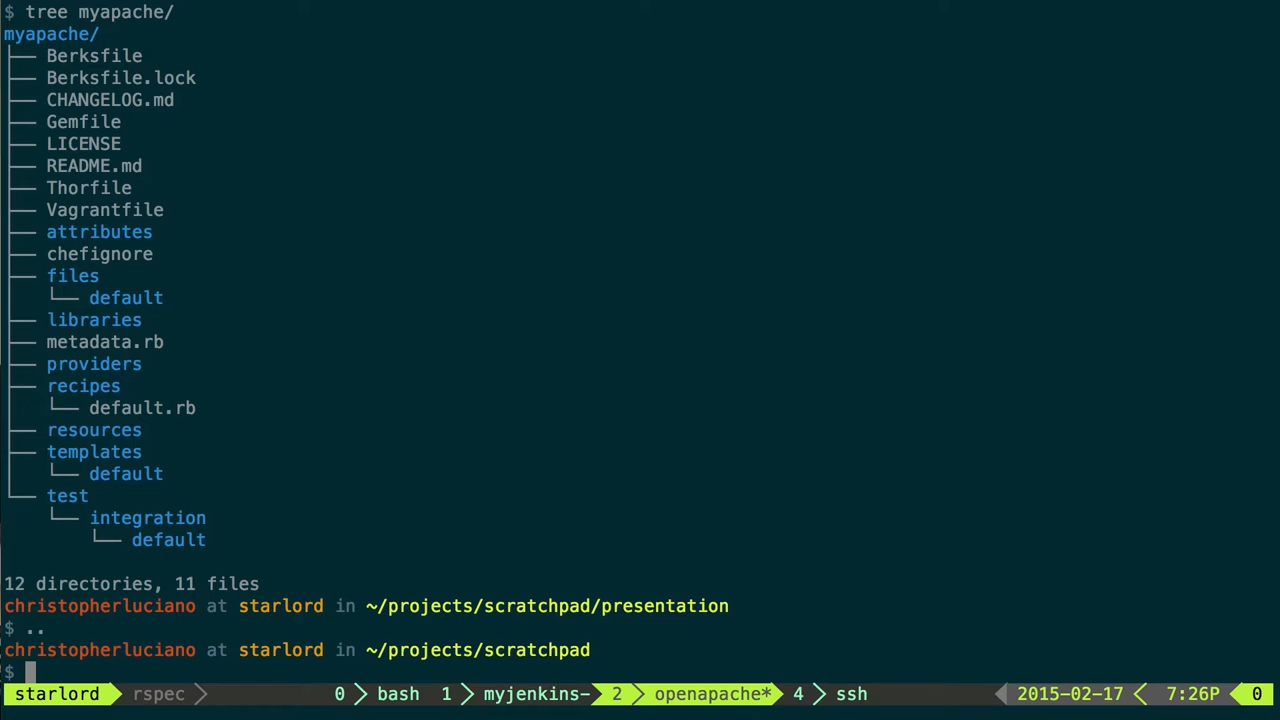 $ tree myapache/
myapache/
├── Berksfile
├── Berksfile.lock
├── CHANGELOG.md
├── Gemfile
├── LICENSE
├── README.md
├── Thorfile
├── Vagrantfile
├── attributes
├── chefignore
├── files
│   └── default
├── libraries
├── metadata.rb
├── providers
├── recipes
│   └── default.rb
├── resources
├── templates
│   └── default
└── test
    └── integration
        └── default
12 directories, 11 files
christopherluciano at starlord in ~/projects/scratchpad/presentation
$ ..
christopherluciano at starlord in ~/projects/scratchpad
$
starlord rspec 0 > bash 1 > myjenkins- 2 > openapache* 4 > ssh 2015-02-17 < 7:26P < 0